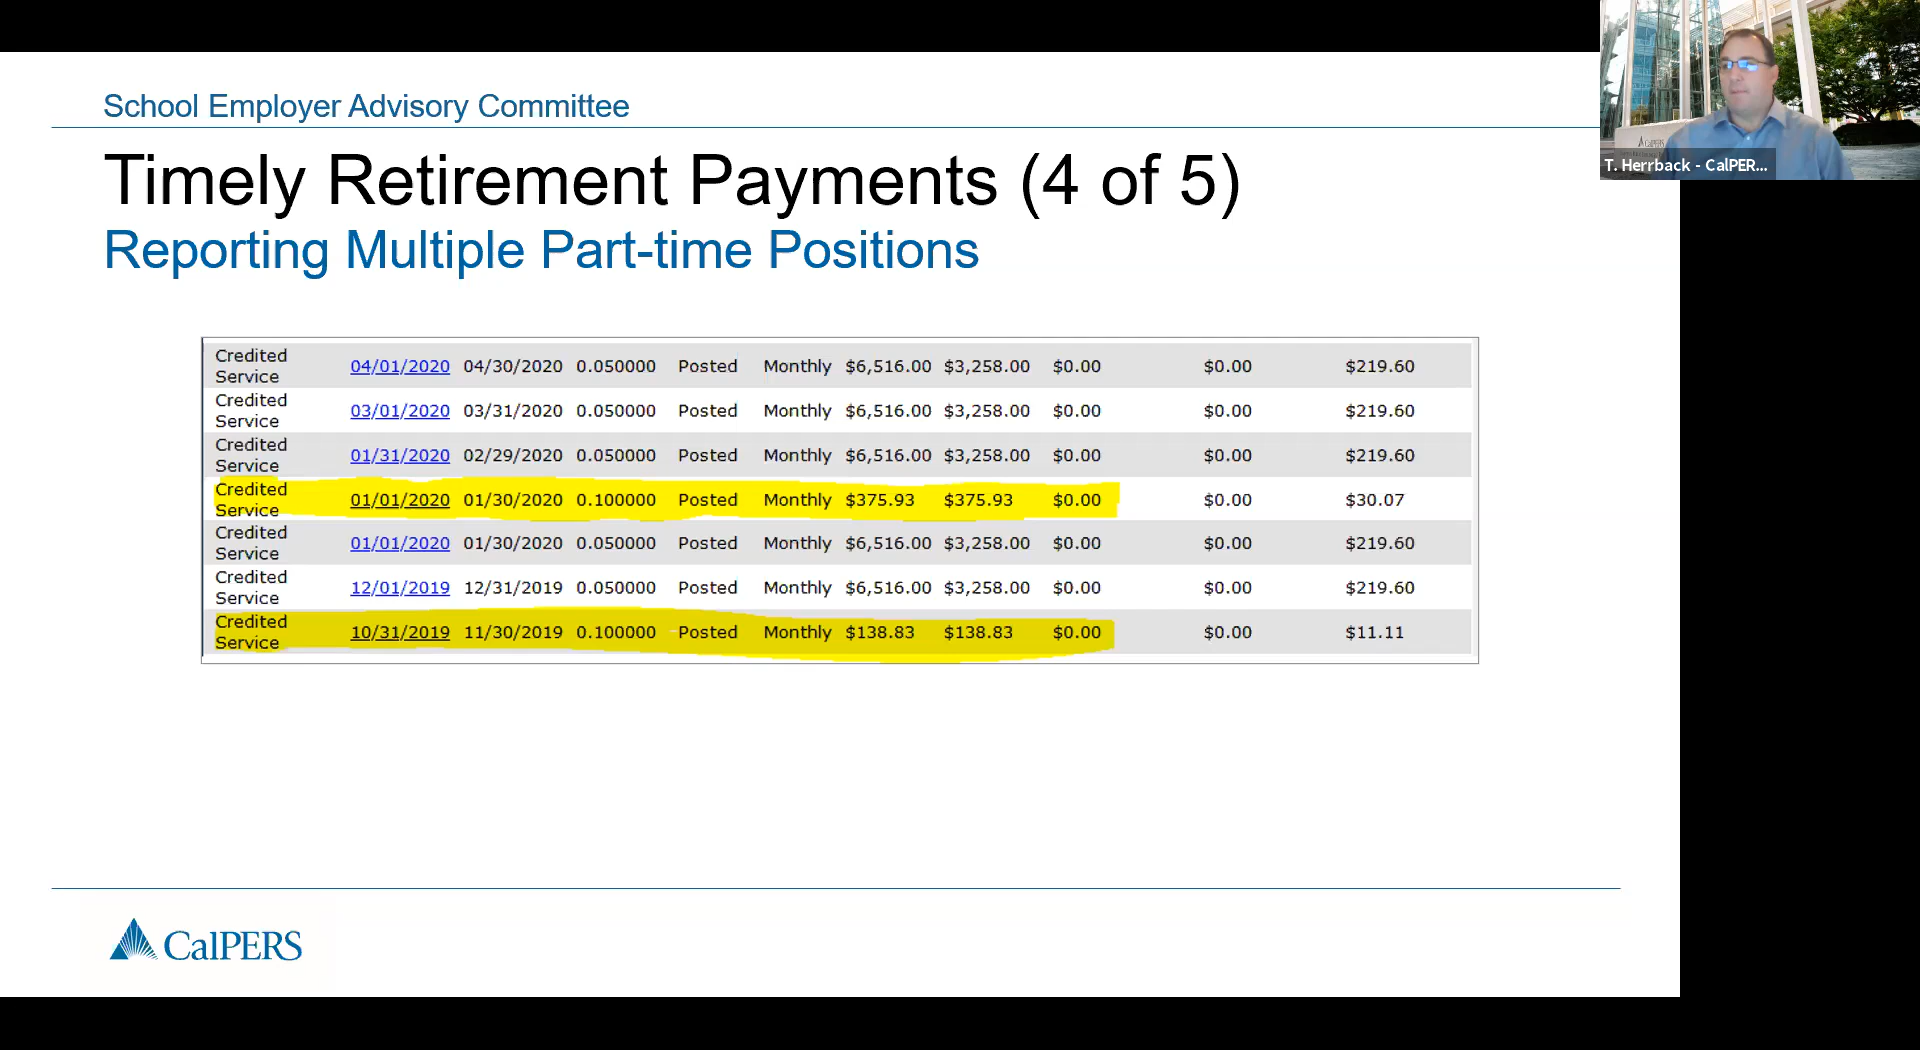 School Employer Advisory Committee
Timely Retirement Payments (4 of 5)
Reporting Multiple Part-time Positions
Credited Service 04/01/2020 04/30/2020 0.050000 Posted Monthly $6,516.00 $3,258.00 $0.00 $0.00 $219.60
Credited Service 03/01/2020 03/31/2020 0.050000 Posted Monthly $6,516.00 $3,258.00 $0.00 $0.00 $219.60
Credited Service 01/31/2020 02/29/2020 0.050000 Posted Monthly $6,516.00 $3,258.00 $0.00 $0.00 $219.60
Credited Service 01/01/2020 01/30/2020 0.100000 Posted Monthly $375.93 $375.93 $0.00 $0.00 $30.07
Credited Service 01/01/2020 01/30/2020 0.050000 Posted Monthly $6,516.00 $3,258.00 $0.00 $0.00 $219.60
Credited Service 12/01/2019 12/31/2019 0.050000 Posted Monthly $6,516.00 $3,258.00 $0.00 $0.00 $219.60
Credited Service 10/31/2019 11/30/2019 0.100000 Posted Monthly $138.83 $138.83 $0.00 $0.00 $11.11
CalPERS
CalPERS
T. Herrback - CalPER...